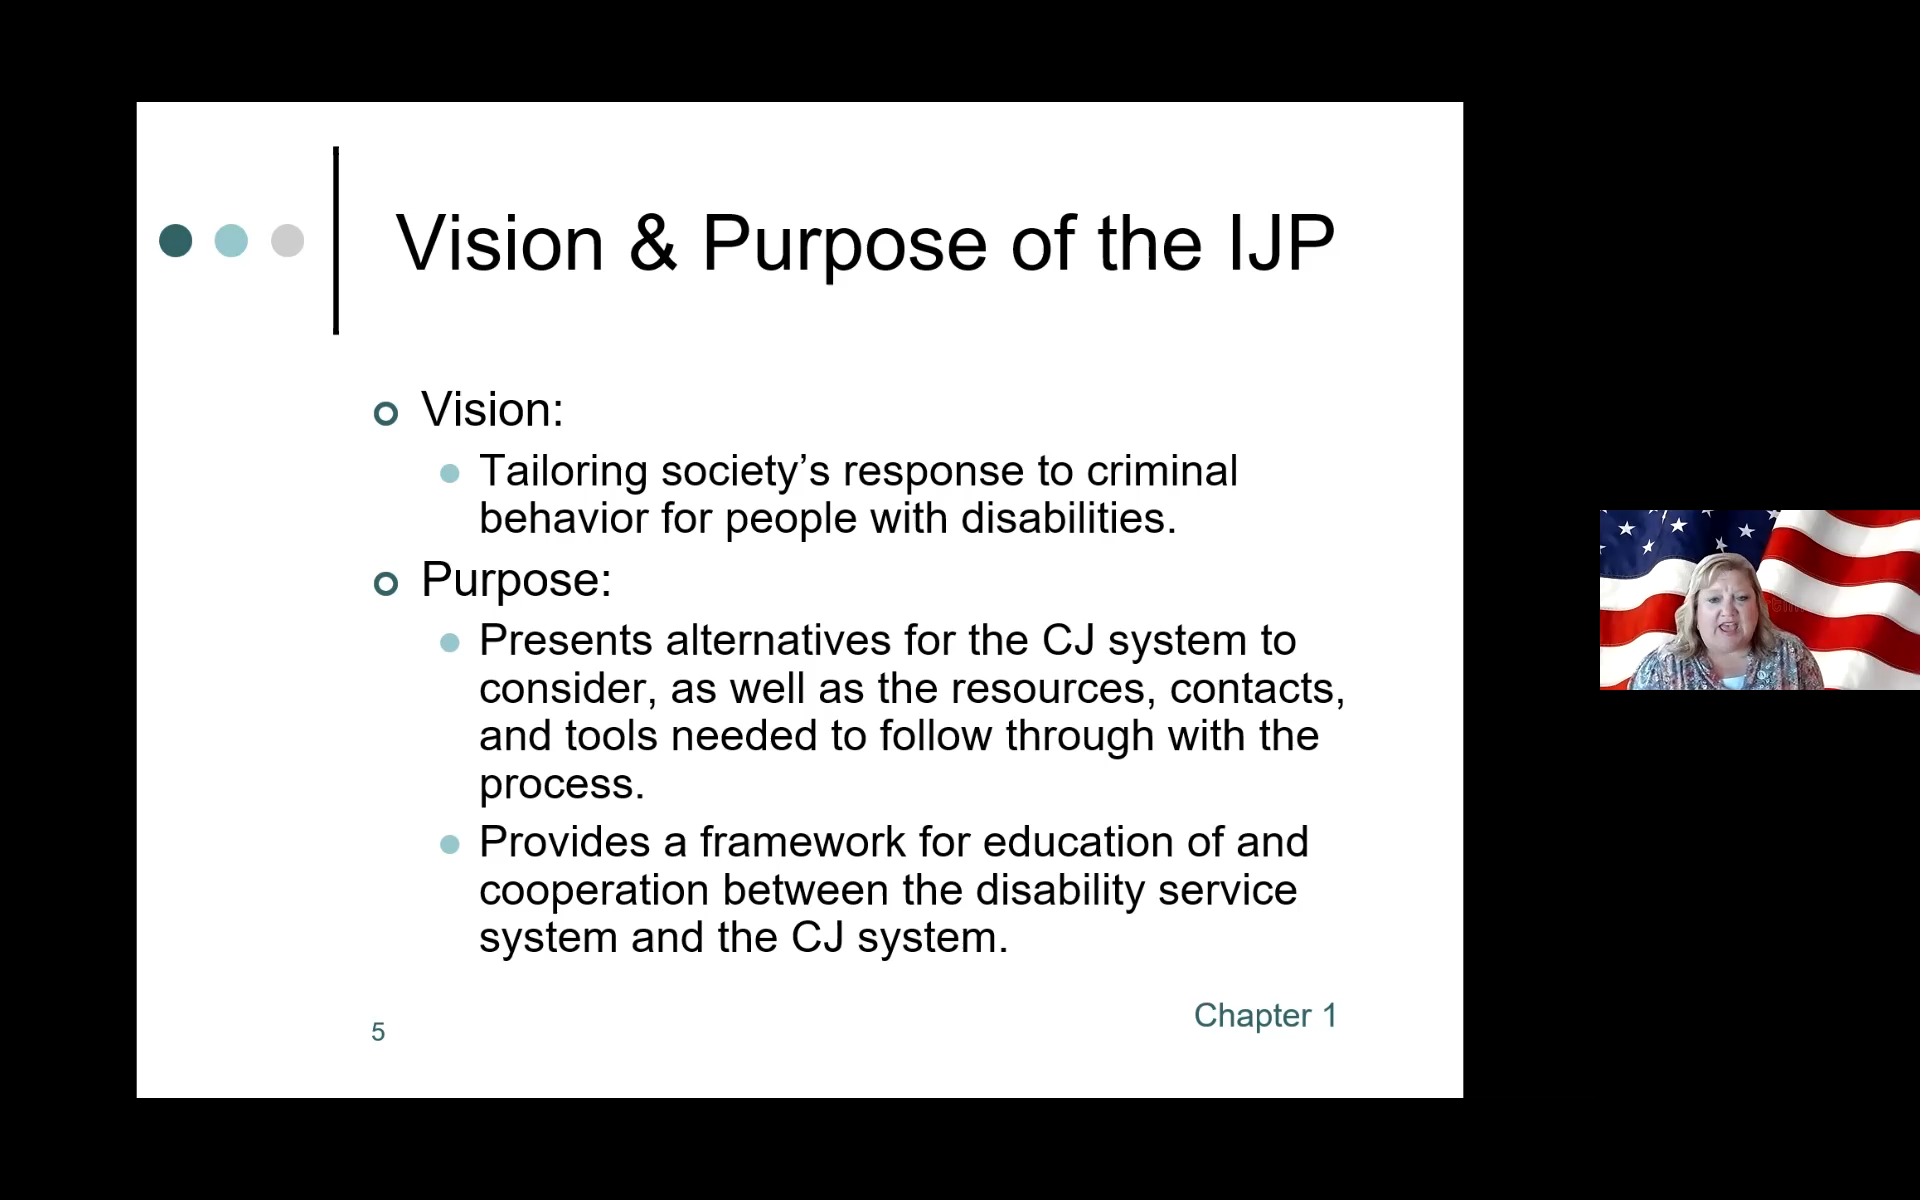 Vision & Purpose of the IJP
Vision:
Tailoring society’s response to criminal
behavior for people with disabilities.
Purpose:
Presents alternatives for the CJ system to
consider, as well as the resources, contacts,
and tools needed to follow through with the
process.
Provides a framework for education of and
cooperation between the disability service
system and the CJ system.
Chapter 1
5